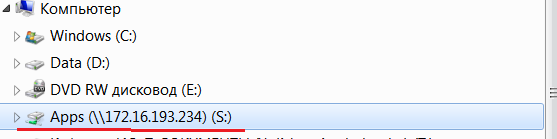 Компьютер
Windows (C:)
Data (D:)
DVD RW дисковод (E:)
Apps (\\172.16.193.234) (S:)